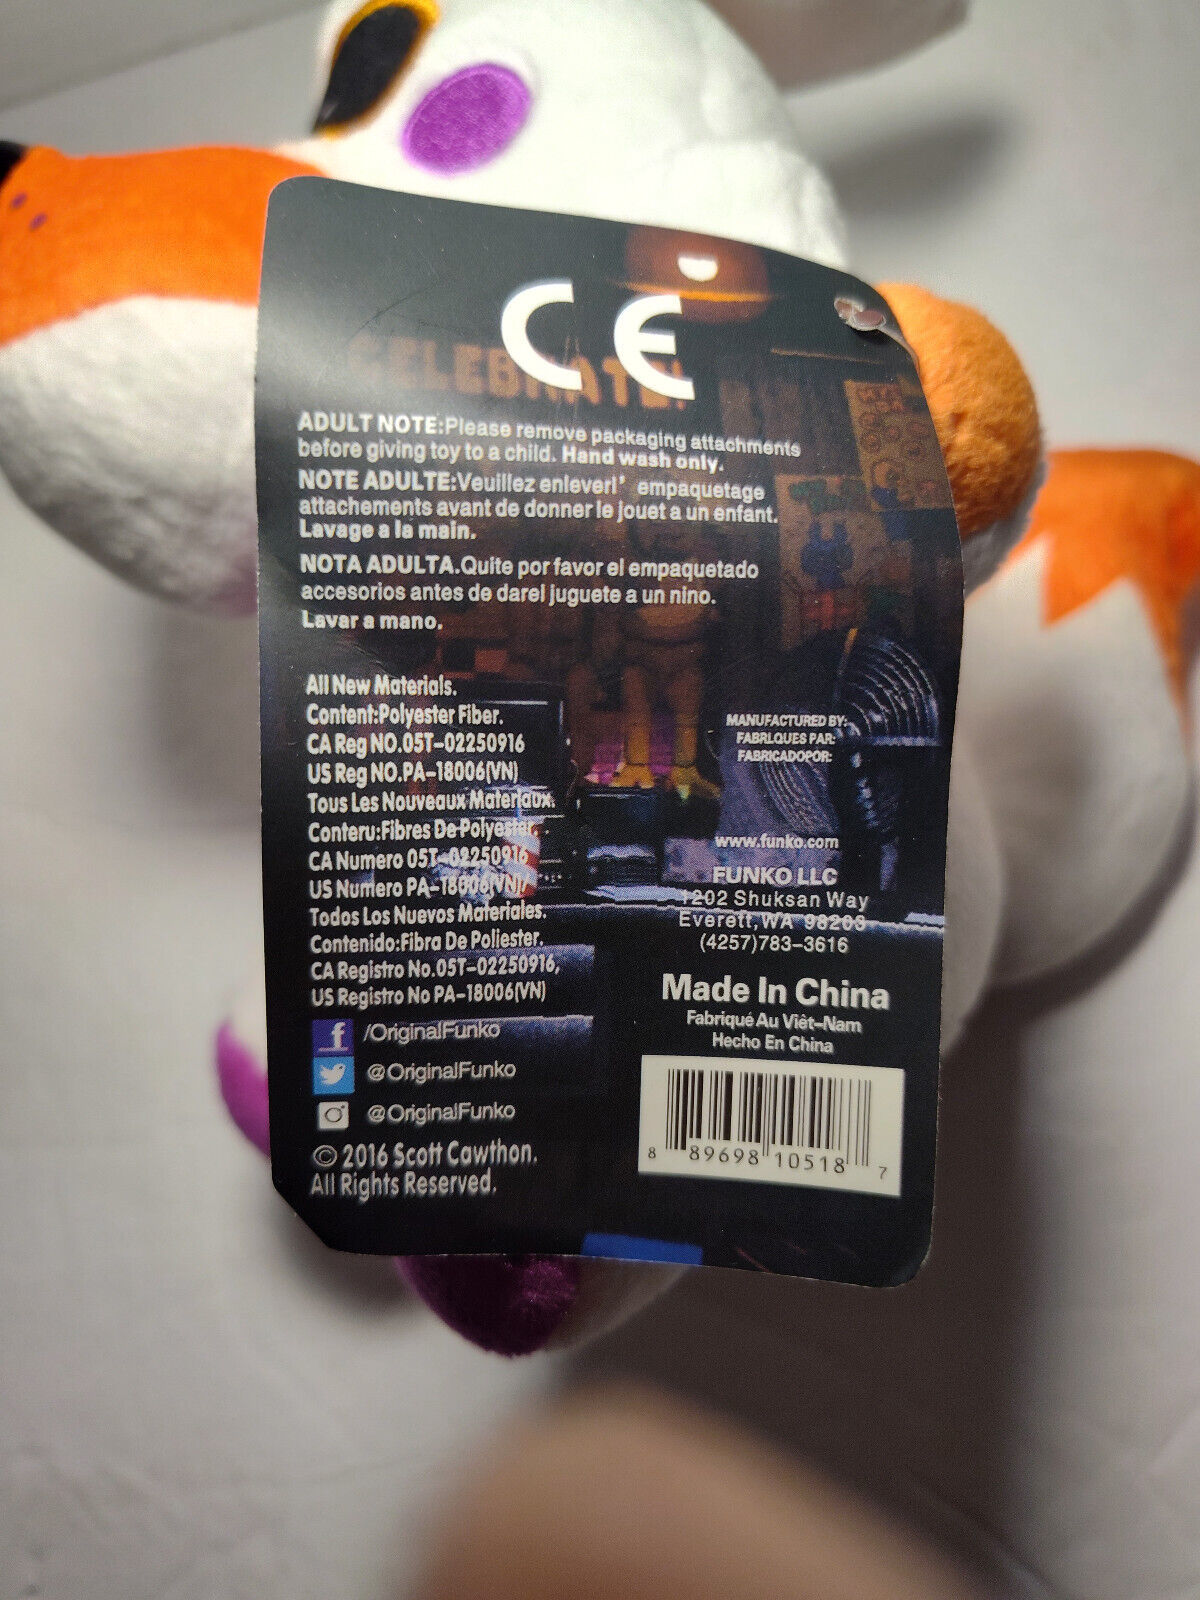 CE
CELEBRATE!
ADULT NOTE:Please remove packaging attachments
before giving toy to a child. Hand wash only.
NOTE ADULTE:Veuillez enleverl' empaquetage
attachements avant de donner le jouet a un enfant.
Lavage a la main.
NOTA ADULTA.Quite por favor el empaquetado
accesorios antes de darel juguete a un nino.
Lavar a mano.
All New Materials.
Content:Polyester Fiber.
CA Reg NO.05T-02250916
US Reg NO.PA-18006(VN)
Tous Les Nouveaux Materiaux.
Conteru:Fibres De Polyester.
CA Numero 05T-02250916
US Numero PA-18006(VN)
Todos Los Nuevos Materiales.
Contenido:Fibra De Poliester.
CA Registro No.05T-02250916,
US Registro No PA-18006(VN)
/OriginalFunko
@OriginalFunko
@OriginalFunko
© 2016 Scott Cawthon.
All Rights Reserved.
MANUFACTURED BY:
FABRLQUES PAR:
FABRICADOPOR:
www.funko.com
FUNKO LLC
1202 Shuksan Way
Everett,WA 98203
(4257)783-3616
Made In China
Fabriqué Au Viêt-Nam
Hecho En China
8 89698 10518 7